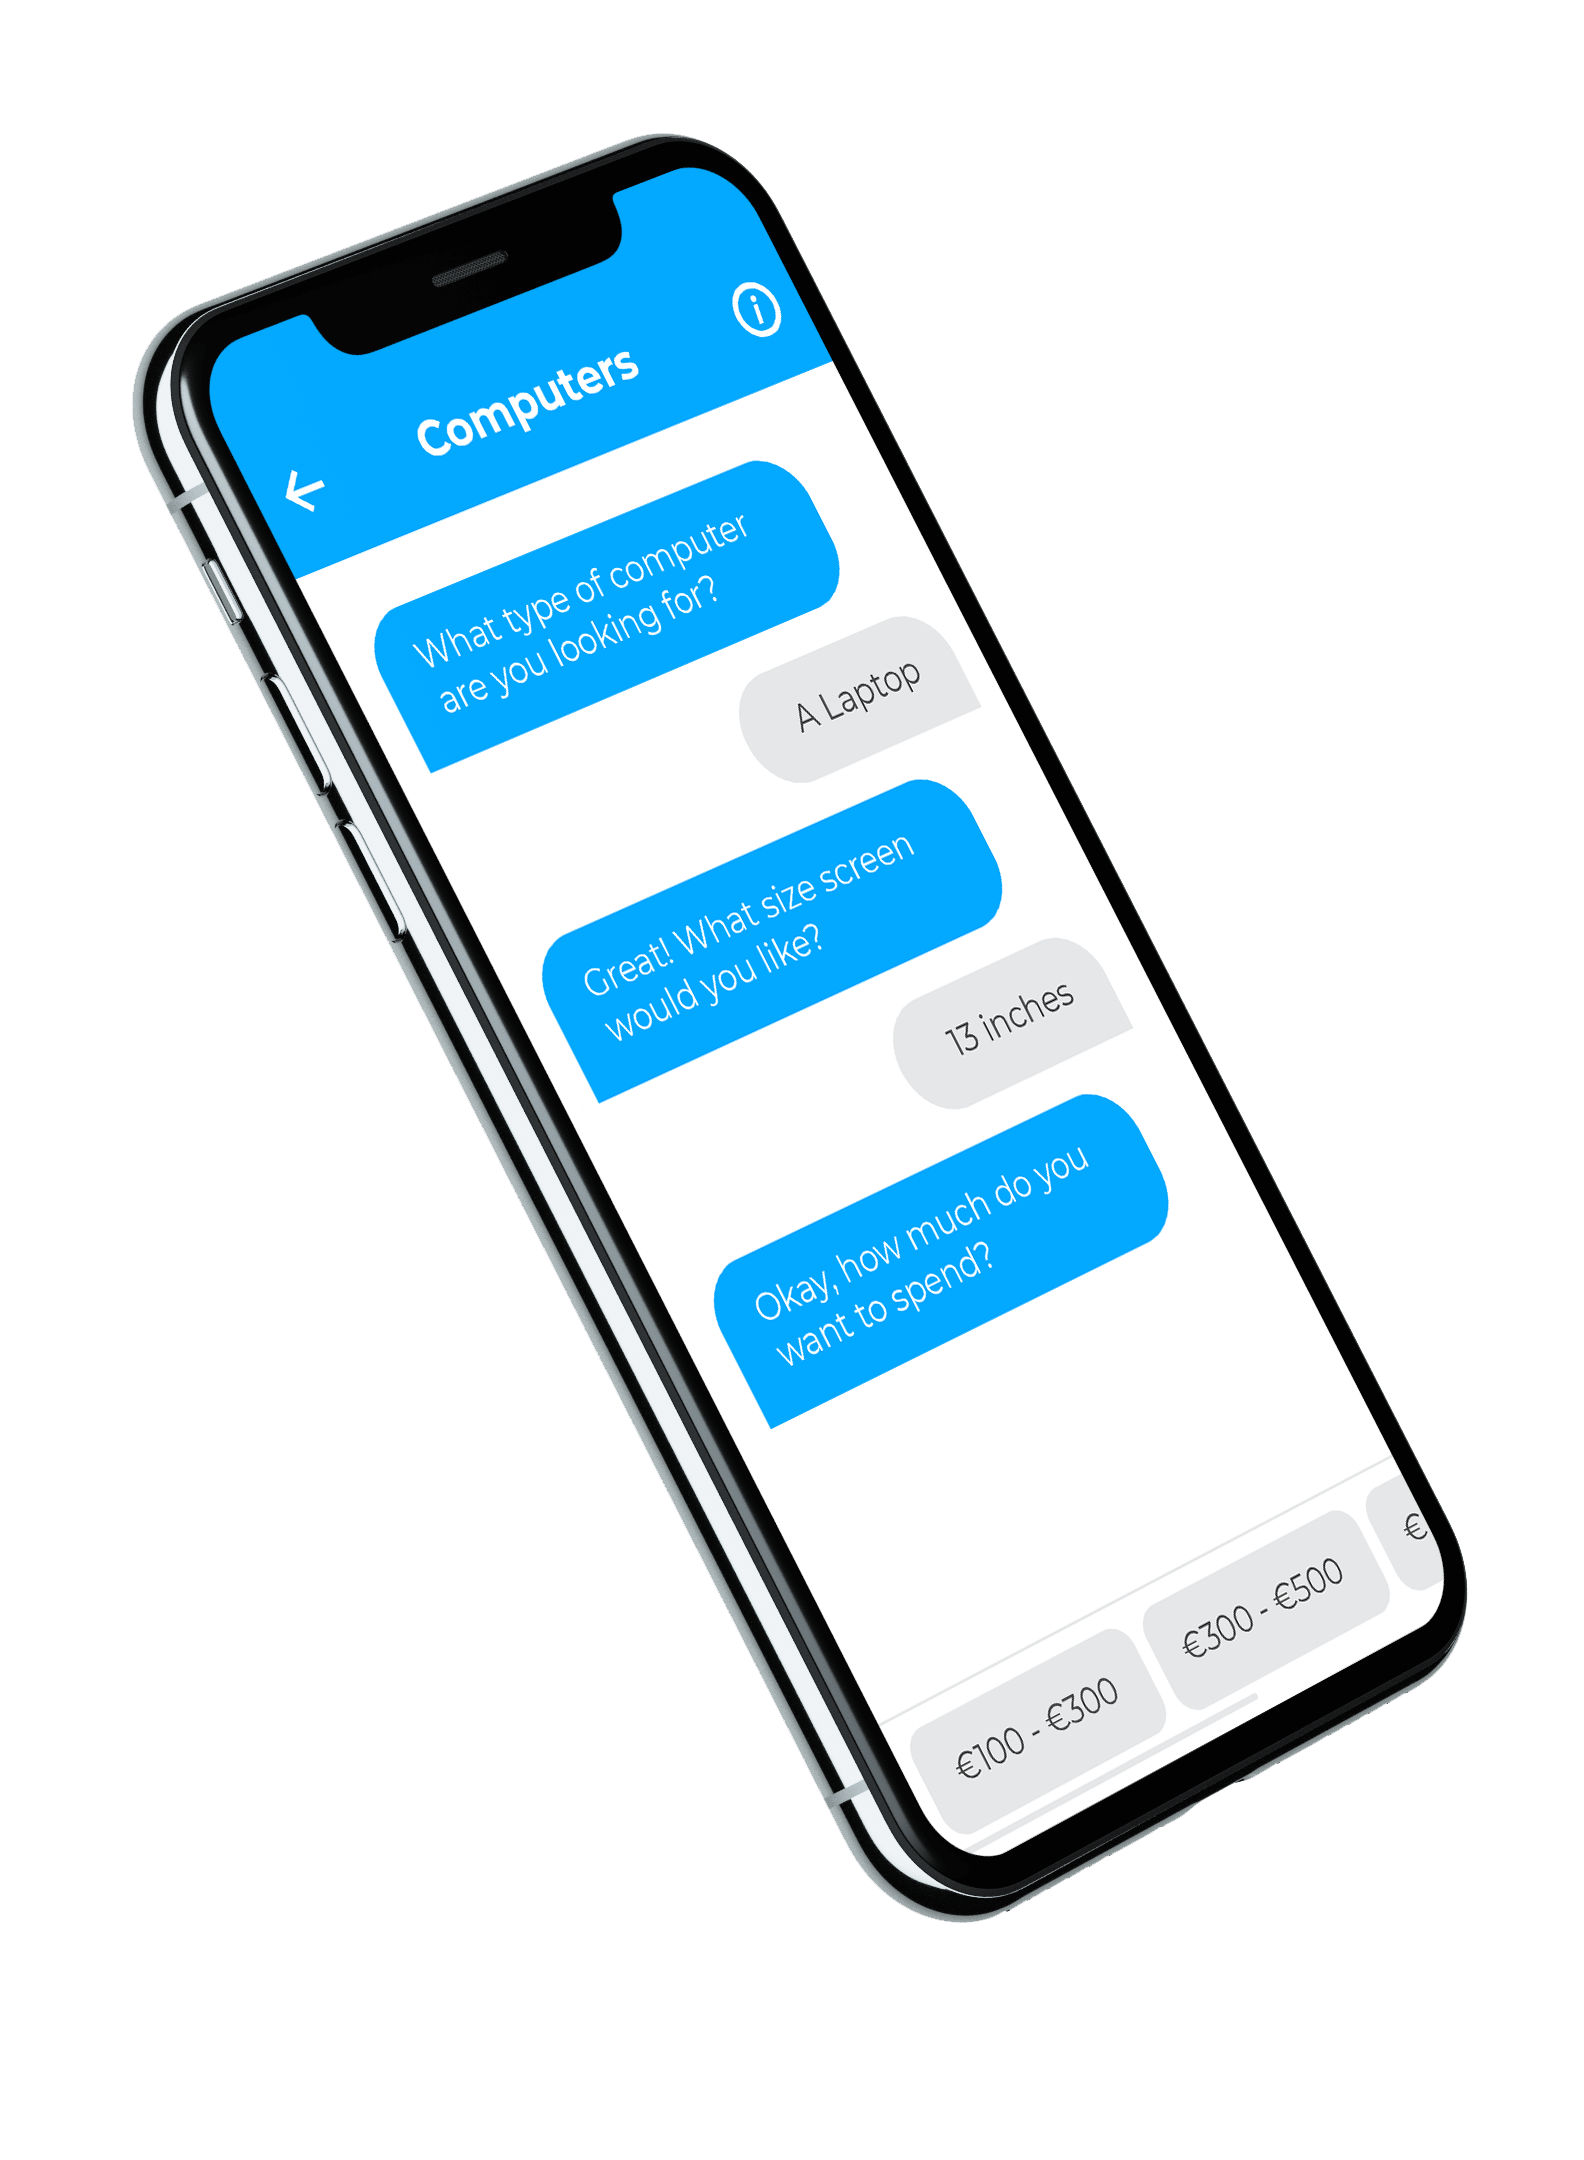 Computers
What type of computer
are you looking for?
A Laptop
Great! What size screen
would you like?
13 inches
Okay, how much do you
want to spend?
€100 - €300
€300 - €500
€